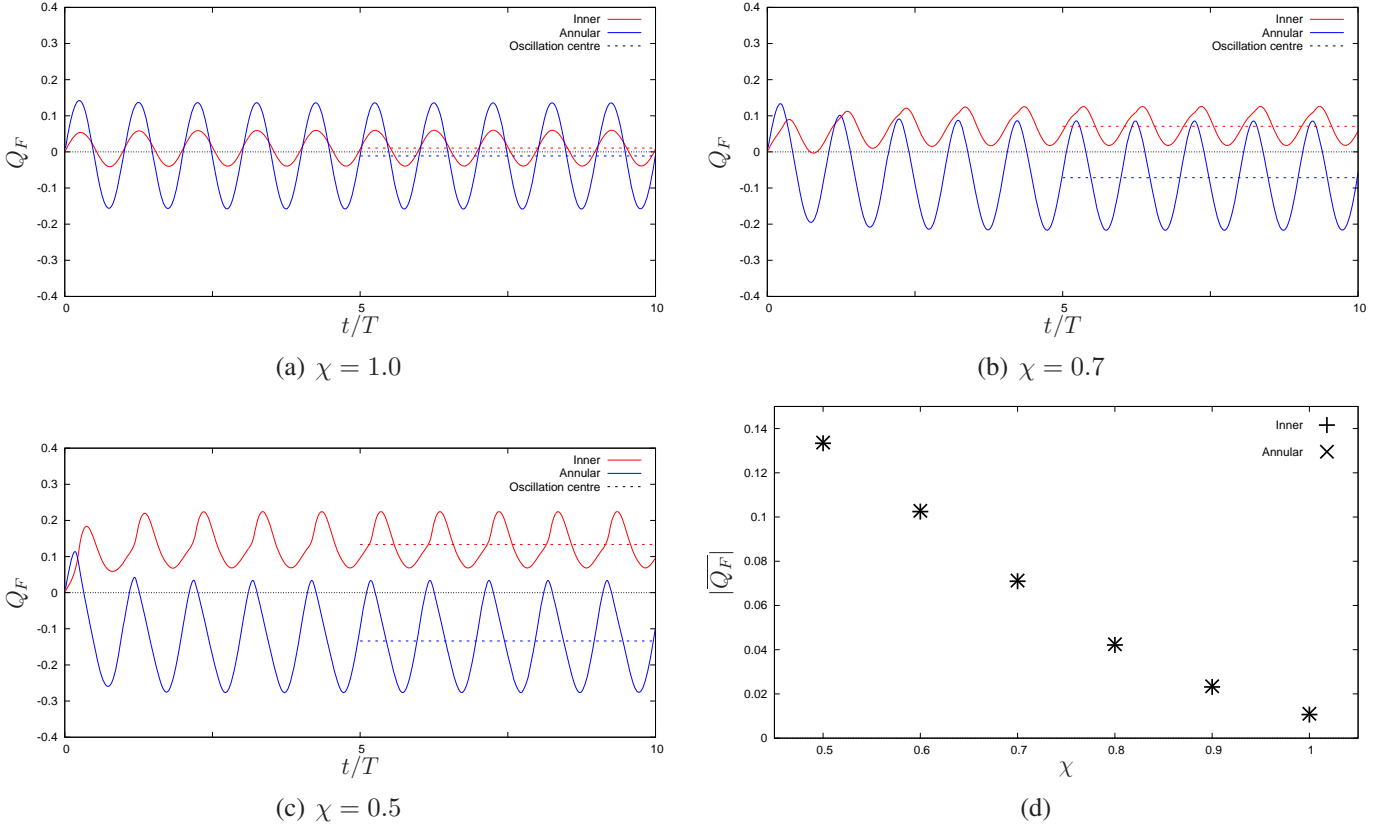 0.4
0.3
0.2
0.1
0
-0.1
-0.2
-0.3
-0.4
Q_F
0
5
10
t/T
Inner
Annular
Oscillation centre
(a) χ = 1.0
0.4
0.3
0.2
0.1
0
-0.1
-0.2
-0.3
-0.4
Q_F
0
5
10
t/T
Inner
Annular
Oscillation centre
(b) χ = 0.7
0.4
0.3
0.2
0.1
0
-0.1
-0.2
-0.3
-0.4
Q_F
0
5
10
t/T
Inner
Annular
Oscillation centre
(c) χ = 0.5
0.14
0.12
0.1
0.08
0.06
0.04
0.02
0
|\overline{Q_F}|
0.5
0.6
0.7
0.8
0.9
1
χ
Inner
Annular
(d)